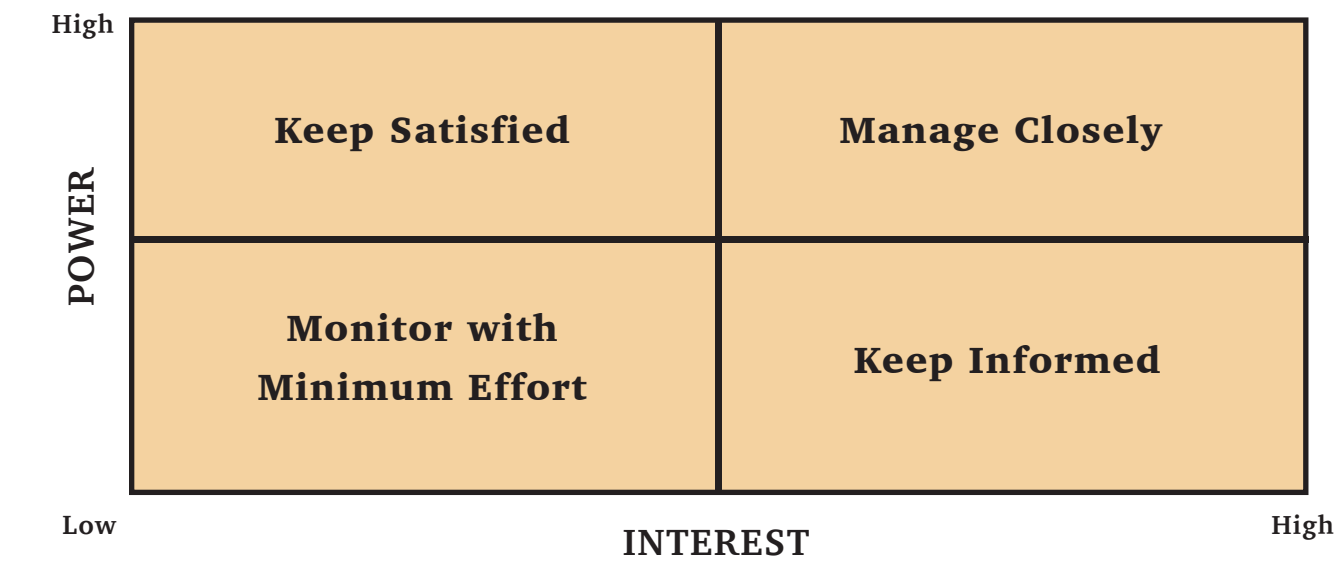 High
Keep Satisfied
Manage Closely
POWER
Monitor with
Minimum Effort
Keep Informed
Low
INTEREST
High